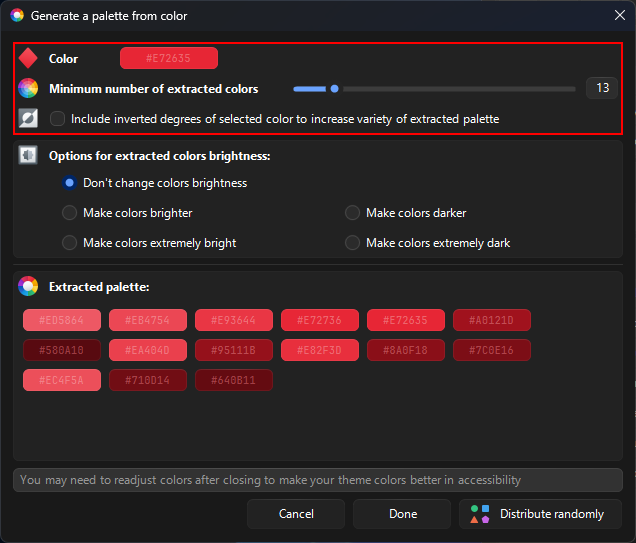 Generate a palette from color
Color #E72635
Minimum number of extracted colors 13
Include inverted degrees of selected color to increase variety of extracted palette
Options for extracted colors brightness:
Don't change colors brightness
Make colors brighter Make colors darker
Make colors extremely bright Make colors extremely dark
Extracted palette:
#ED5864 #EB4754 #E93644 #E72736 #E72635 #A0121D
#580A10 #EA404D #95111B #E82F3D #8A0F18 #7C0E16
#EC4F5A #710D14 #640B11
You may need to readjust colors after closing to make your theme colors better in accessibility
Cancel Done Distribute randomly